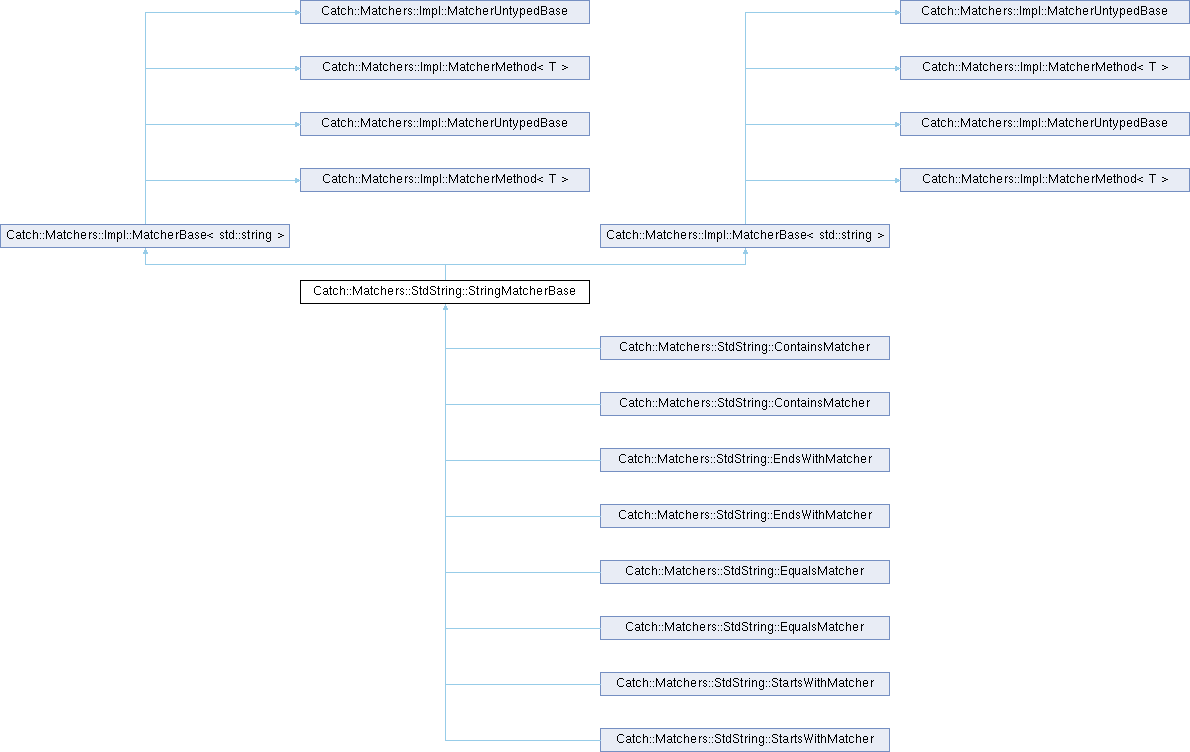 Catch::Matchers::Impl::MatcherUntypedBase
Catch::Matchers::Impl::MatcherUntypedBase
Catch::Matchers::Impl::MatcherMethod< T >
Catch::Matchers::Impl::MatcherMethod< T >
Catch::Matchers::Impl::MatcherUntypedBase
Catch::Matchers::Impl::MatcherUntypedBase
Catch::Matchers::Impl::MatcherMethod< T >
Catch::Matchers::Impl::MatcherMethod< T >
Catch::Matchers::Impl::MatcherBase< std::string >
Catch::Matchers::Impl::MatcherBase< std::string >
Catch::Matchers::StdString::StringMatcherBase
Catch::Matchers::StdString::ContainsMatcher
Catch::Matchers::StdString::ContainsMatcher
Catch::Matchers::StdString::EndsWithMatcher
Catch::Matchers::StdString::EndsWithMatcher
Catch::Matchers::StdString::EqualsMatcher
Catch::Matchers::StdString::EqualsMatcher
Catch::Matchers::StdString::StartsWithMatcher
Catch::Matchers::StdString::StartsWithMatcher